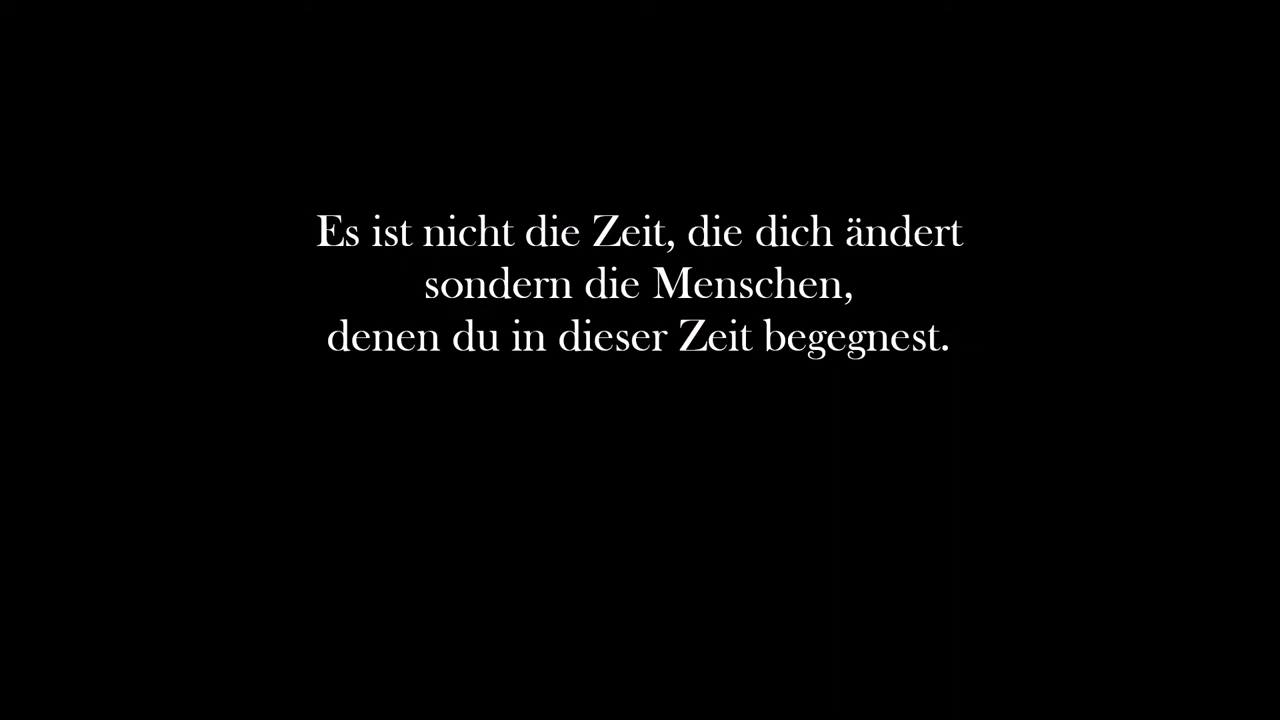 Es ist nicht die Zeit, die dich ändert
sondern die Menschen,
denen du in dieser Zeit begegnest.